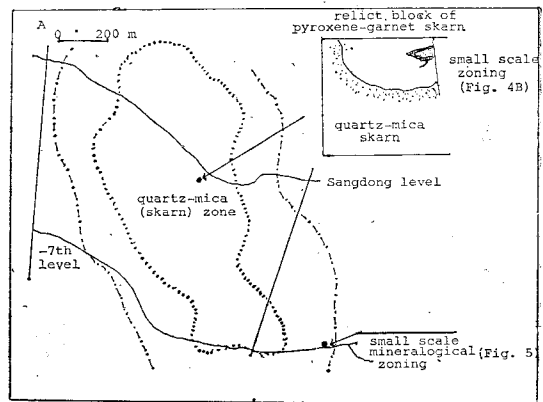 A
0 200 m
relict block of
pyroxene-garnet skarn
small scale
zoning
(Fig. 4B)
quartz-mica
skarn
quartz-mica
(skarn) zone
Sangdong level
-7th
level
small scale
mineralogical (Fig. 5)
zoning